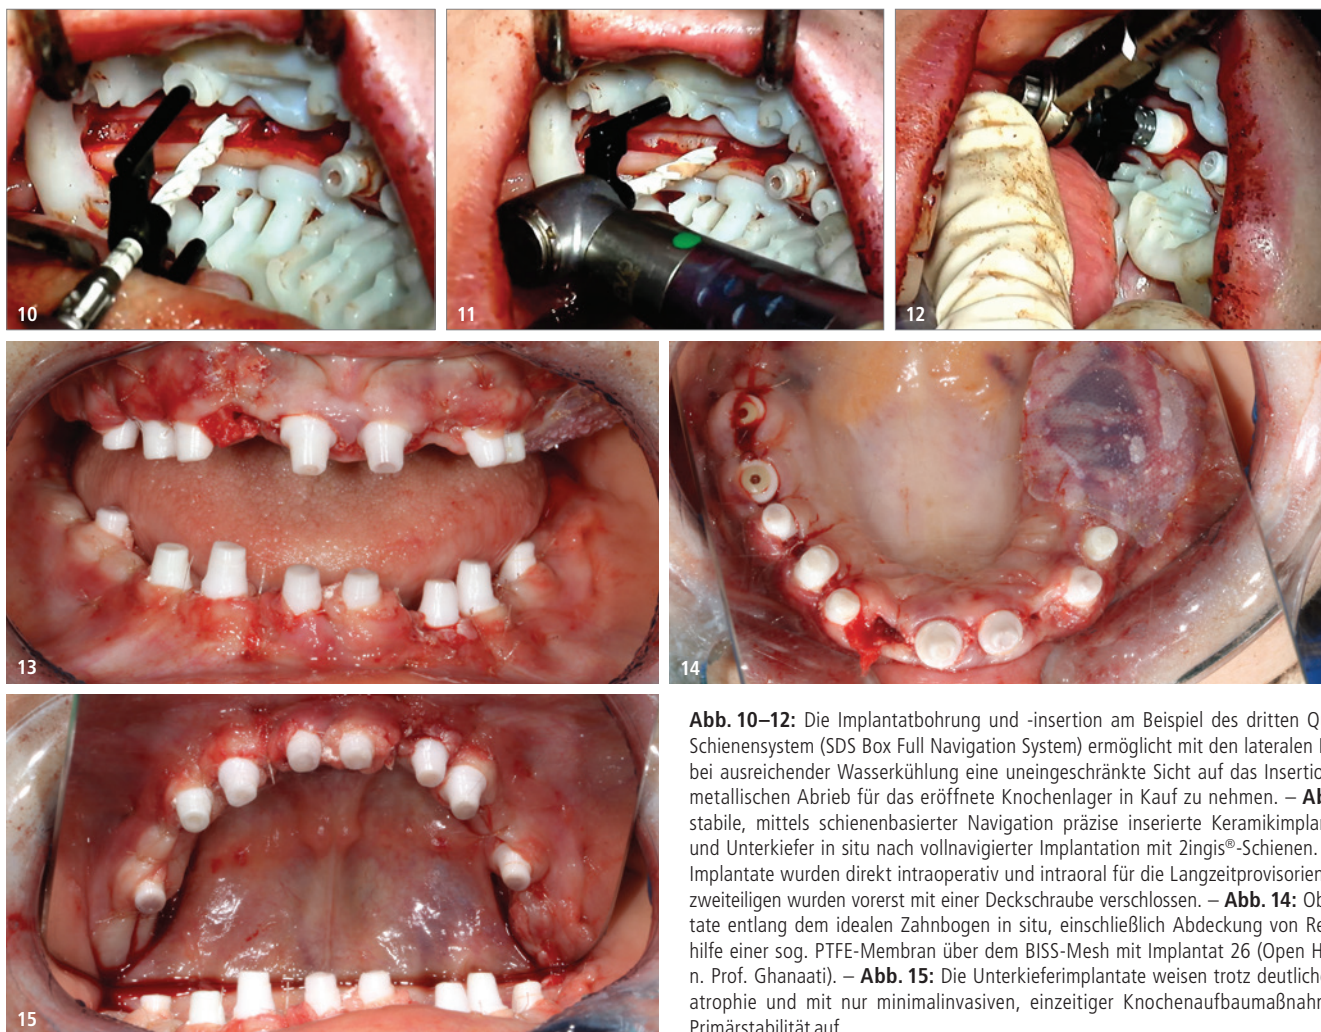 10
11
12
13
14
15
Abb. 10–12: Die Implantatbohrung und -insertion am Beispiel des dritten Q
Schienensystem (SDS Box Full Navigation System) ermöglicht mit den lateralen
bei ausreichender Wasserkühlung eine uneingeschränkte Sicht auf das Insertio
metallischen Abrieb für das eröffnete Knochenlager in Kauf zu nehmen. – Ab
stabile, mittels schienenbasierter Navigation präzise inserierte Keramikimplan
und Unterkiefer in situ nach vollnavigierter Implantation mit 2ingis®-Schienen.
Implantate wurden direkt intraoperativ und intraoral für die Langzeitprovisorien
zweiteiligen wurden vorerst mit einer Deckschraube verschlossen. – Abb. 14: Ob
tate entlang dem idealen Zahnbogen in situ, einschließlich Abdeckung von Re
hilfe einer sog. PTFE-Membran über dem BISS-Mesh mit Implantat 26 (Open H
n. Prof. Ghanaati). – Abb. 15: Die Unterkieferimplantate weisen trotz deutliche
atrophie und mit nur minimalinvasiven, einzeitiger Knochenaufbaumaßnahm
Primärstabilität auf